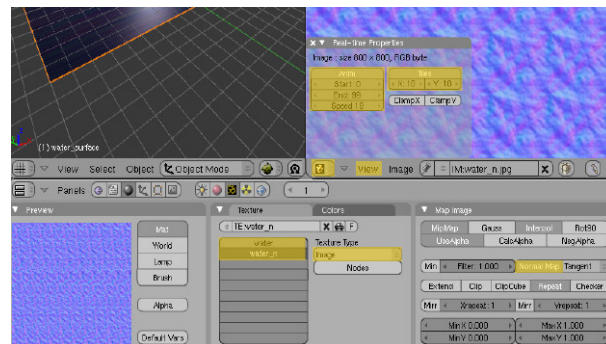 Real-time Properties
Image : size 800 x 800, RGB byte
Anim
Tiles
Start: 0
X: 10
Y: 10
End: 99
Speed 10
ClampX
ClampY
(1) water_surface
View Select Object Object Mode
View Image IM:water_n.jpg X
Panels 1
Preview
Texture Colors
Map Image
Mat
World
Lamp
Brush
Alpha
Default Vars
TE:water_n X F
water
water_n
Texture Type
Image
Nodes
MipMap Gauss Interpol Rot90
UseAlpha CalcAlpha NegAlpha
Min Filter: 1.000 Normal Map Tangent
Extend Clip ClipCube Repeat Checker
Mirr Xrepeat: 1 Mirr Yrepeat: 1
MinX 0.000 MaxX 1.000
MinY 0.000 MaxY 1.000